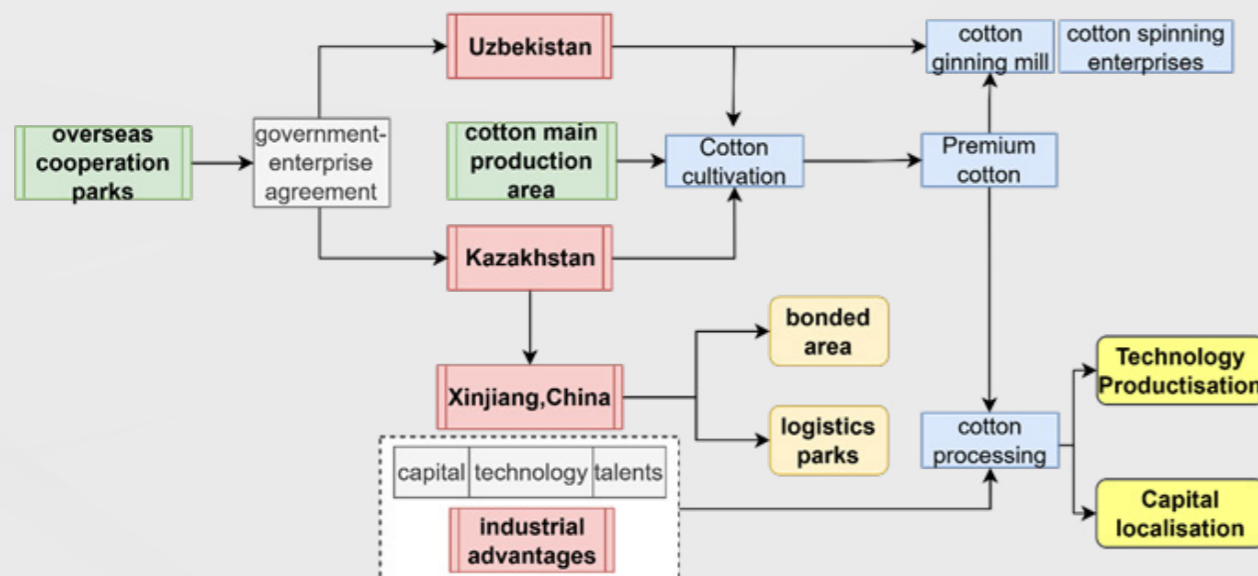 Uzbekistan
cotton
ginning mill
cotton spinning
enterprises
overseas
cooperation
parks
government-
enterprise
agreement
cotton main
production
area
Cotton
cultivation
Premium
cotton
Kazakhstan
bonded
area
Technology
Productisation
Xinjiang,China
logistics
parks
cotton
processing
capital
technology
talents
Capital
localisation
industrial
advantages